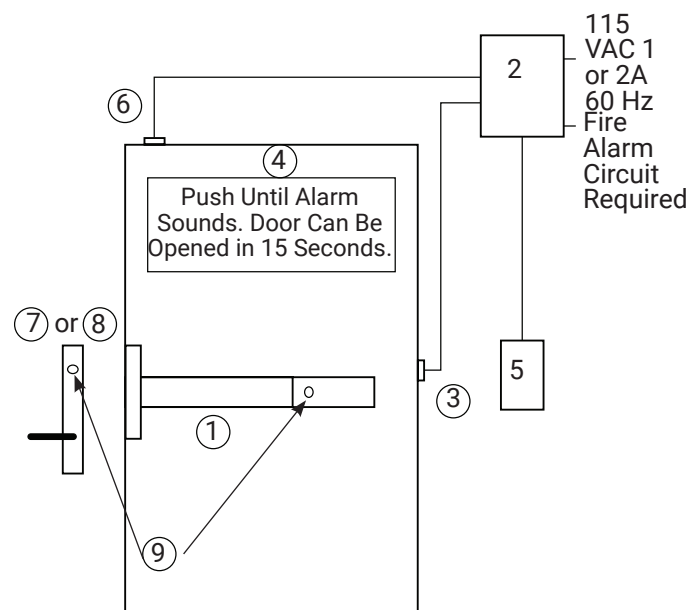 115
VAC 1
or 2A
60 Hz
Fire
Alarm
Circuit
Required
2
6
4
Push Until Alarm
Sounds. Door Can Be
Opened in 15 Seconds.
7 or 8
5
3
1
9